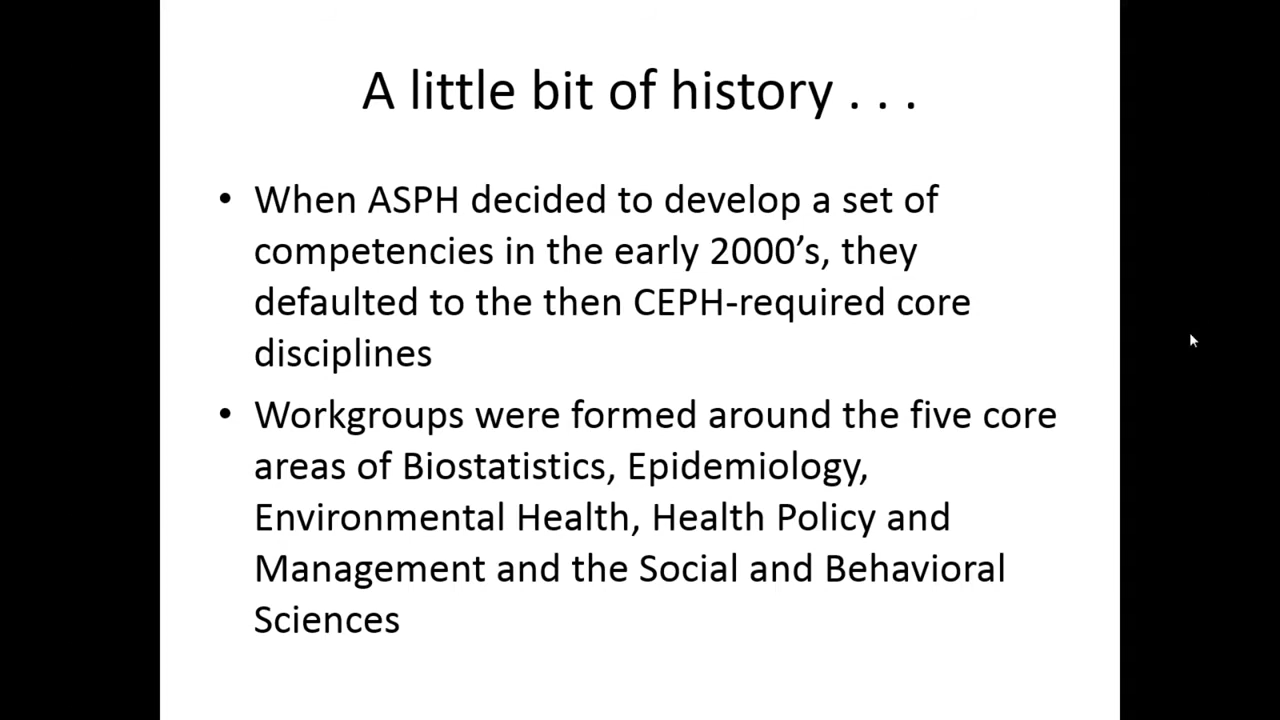 A little bit of history . . .
• When ASPH decided to develop a set of
competencies in the early 2000’s, they
defaulted to the then CEPH-required core
disciplines
• Workgroups were formed around the five core
areas of Biostatistics, Epidemiology,
Environmental Health, Health Policy and
Management and the Social and Behavioral
Sciences